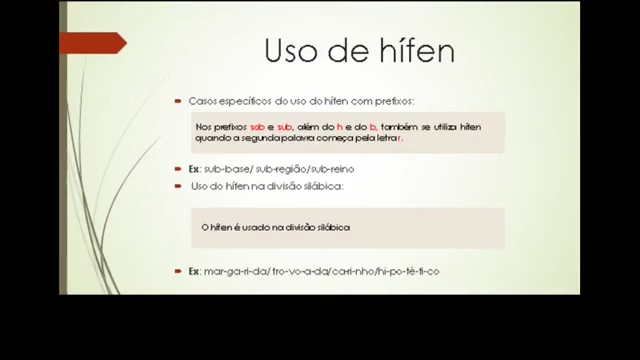 Uso de hífen
Casos específicos do uso do hífen com prefixos:
Nos prefixos sob e sub, além do h e do b, também se utiliza hífen
quando a segunda palavra começa pela letra r.
Ex: sub-base/ sub-região/sub-reino
Uso do hífen na divisão silábica:
O hífen é usado na divisão silábica
Ex: mar-ga-ri-da/ tro-vo-a-da/ca-ri-nho/hi-po-té-ti-co